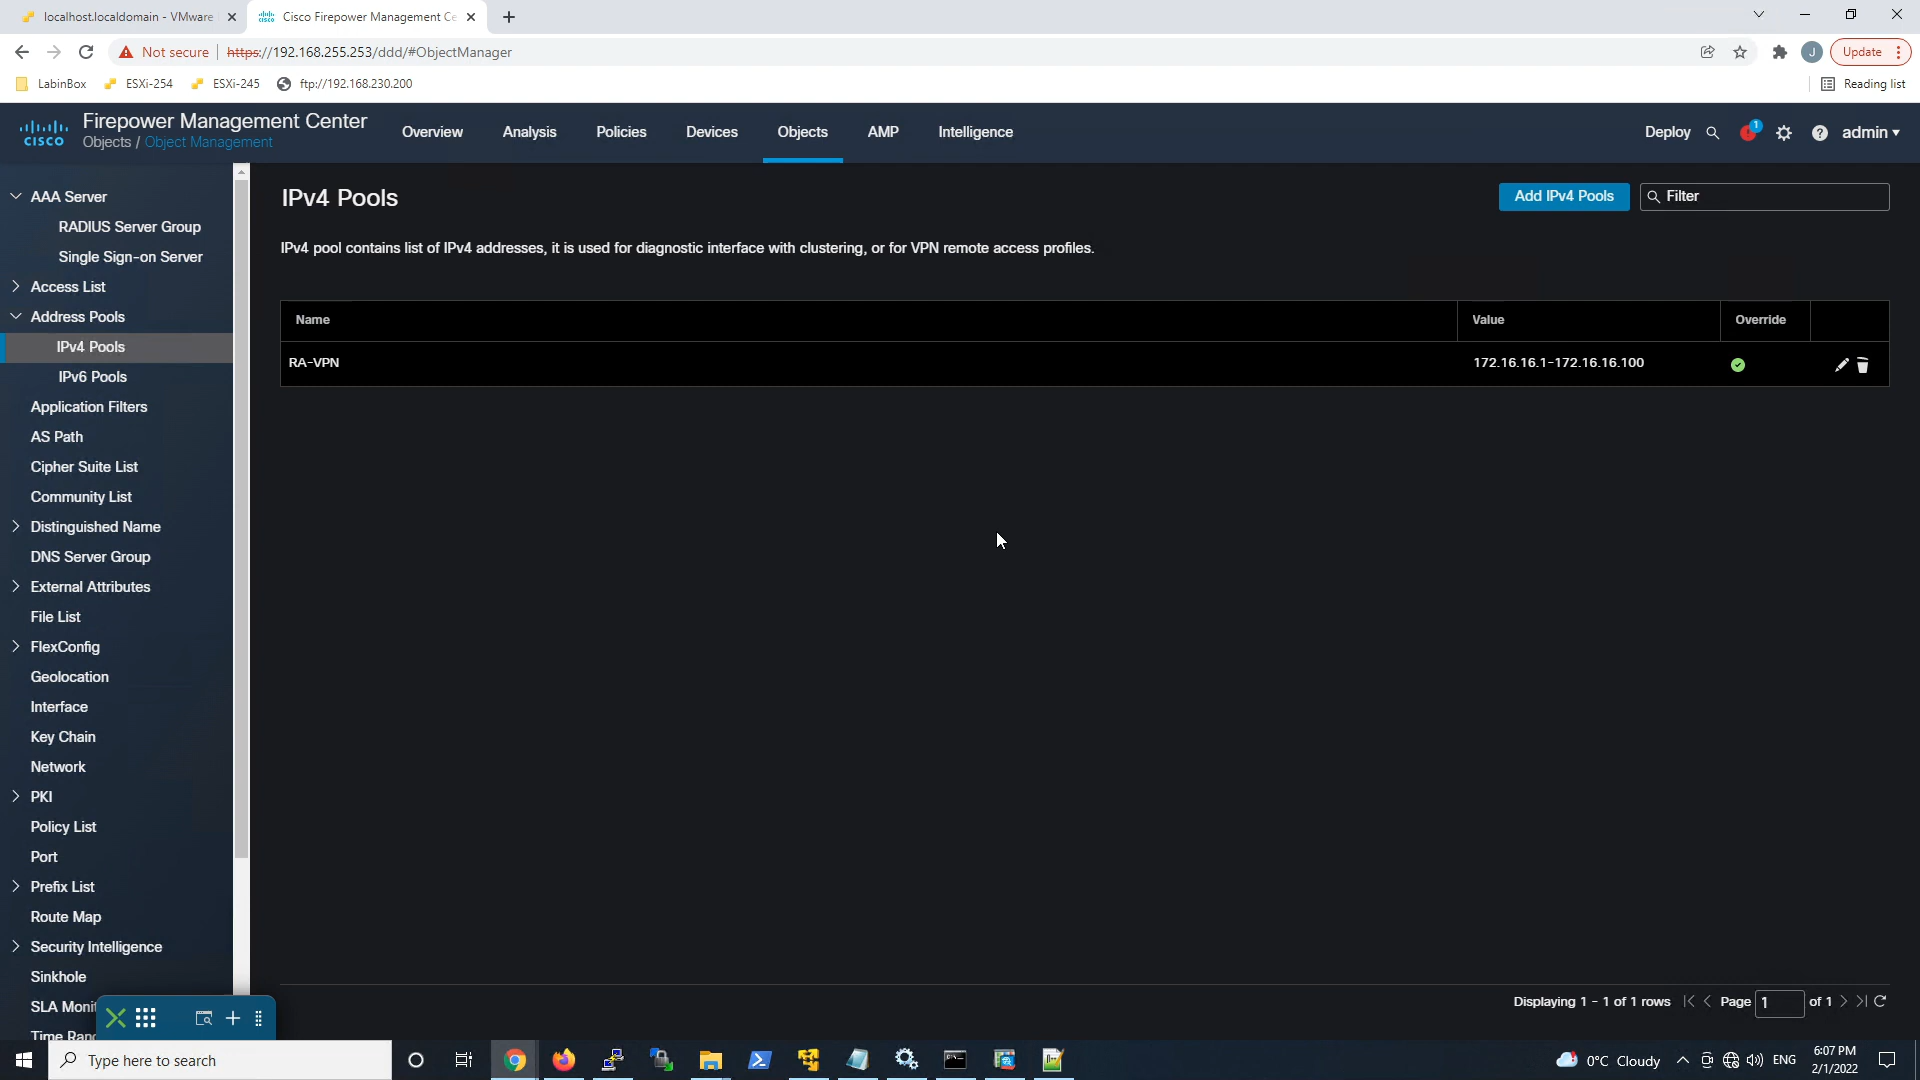 localhost.localdomain - VMware
Cisco Firepower Management Ce
Not secure
https://192.168.255.253/ddd/#ObjectManager
J
Update
LabinBox
ESXi-254
ESXi-245
ftp://192.168.230.200
Reading list
cisco
Firepower Management Center
Objects / Object Management
Overview
Analysis
Policies
Devices
Objects
AMP
Intelligence
Deploy
1
admin
AAA Server
RADIUS Server Group
Single Sign-on Server
Access List
Address Pools
IPv4 Pools
IPv6 Pools
Application Filters
AS Path
Cipher Suite List
Community List
Distinguished Name
DNS Server Group
External Attributes
File List
FlexConfig
Geolocation
Interface
Key Chain
Network
PKI
Policy List
Port
Prefix List
Route Map
Security Intelligence
Sinkhole
SLA Monit
Time Rang
IPv4 Pools
Add IPv4 Pools
Filter
IPv4 pool contains list of IPv4 addresses, it is used for diagnostic interface with clustering, or for VPN remote access profiles.
Name
Value
Override
RA-VPN
172.16.16.1-172.16.16.100
Displaying 1 - 1 of 1 rows
Page
1
of 1
Type here to search
0°C Cloudy
ENG
6:07 PM
2/1/2022